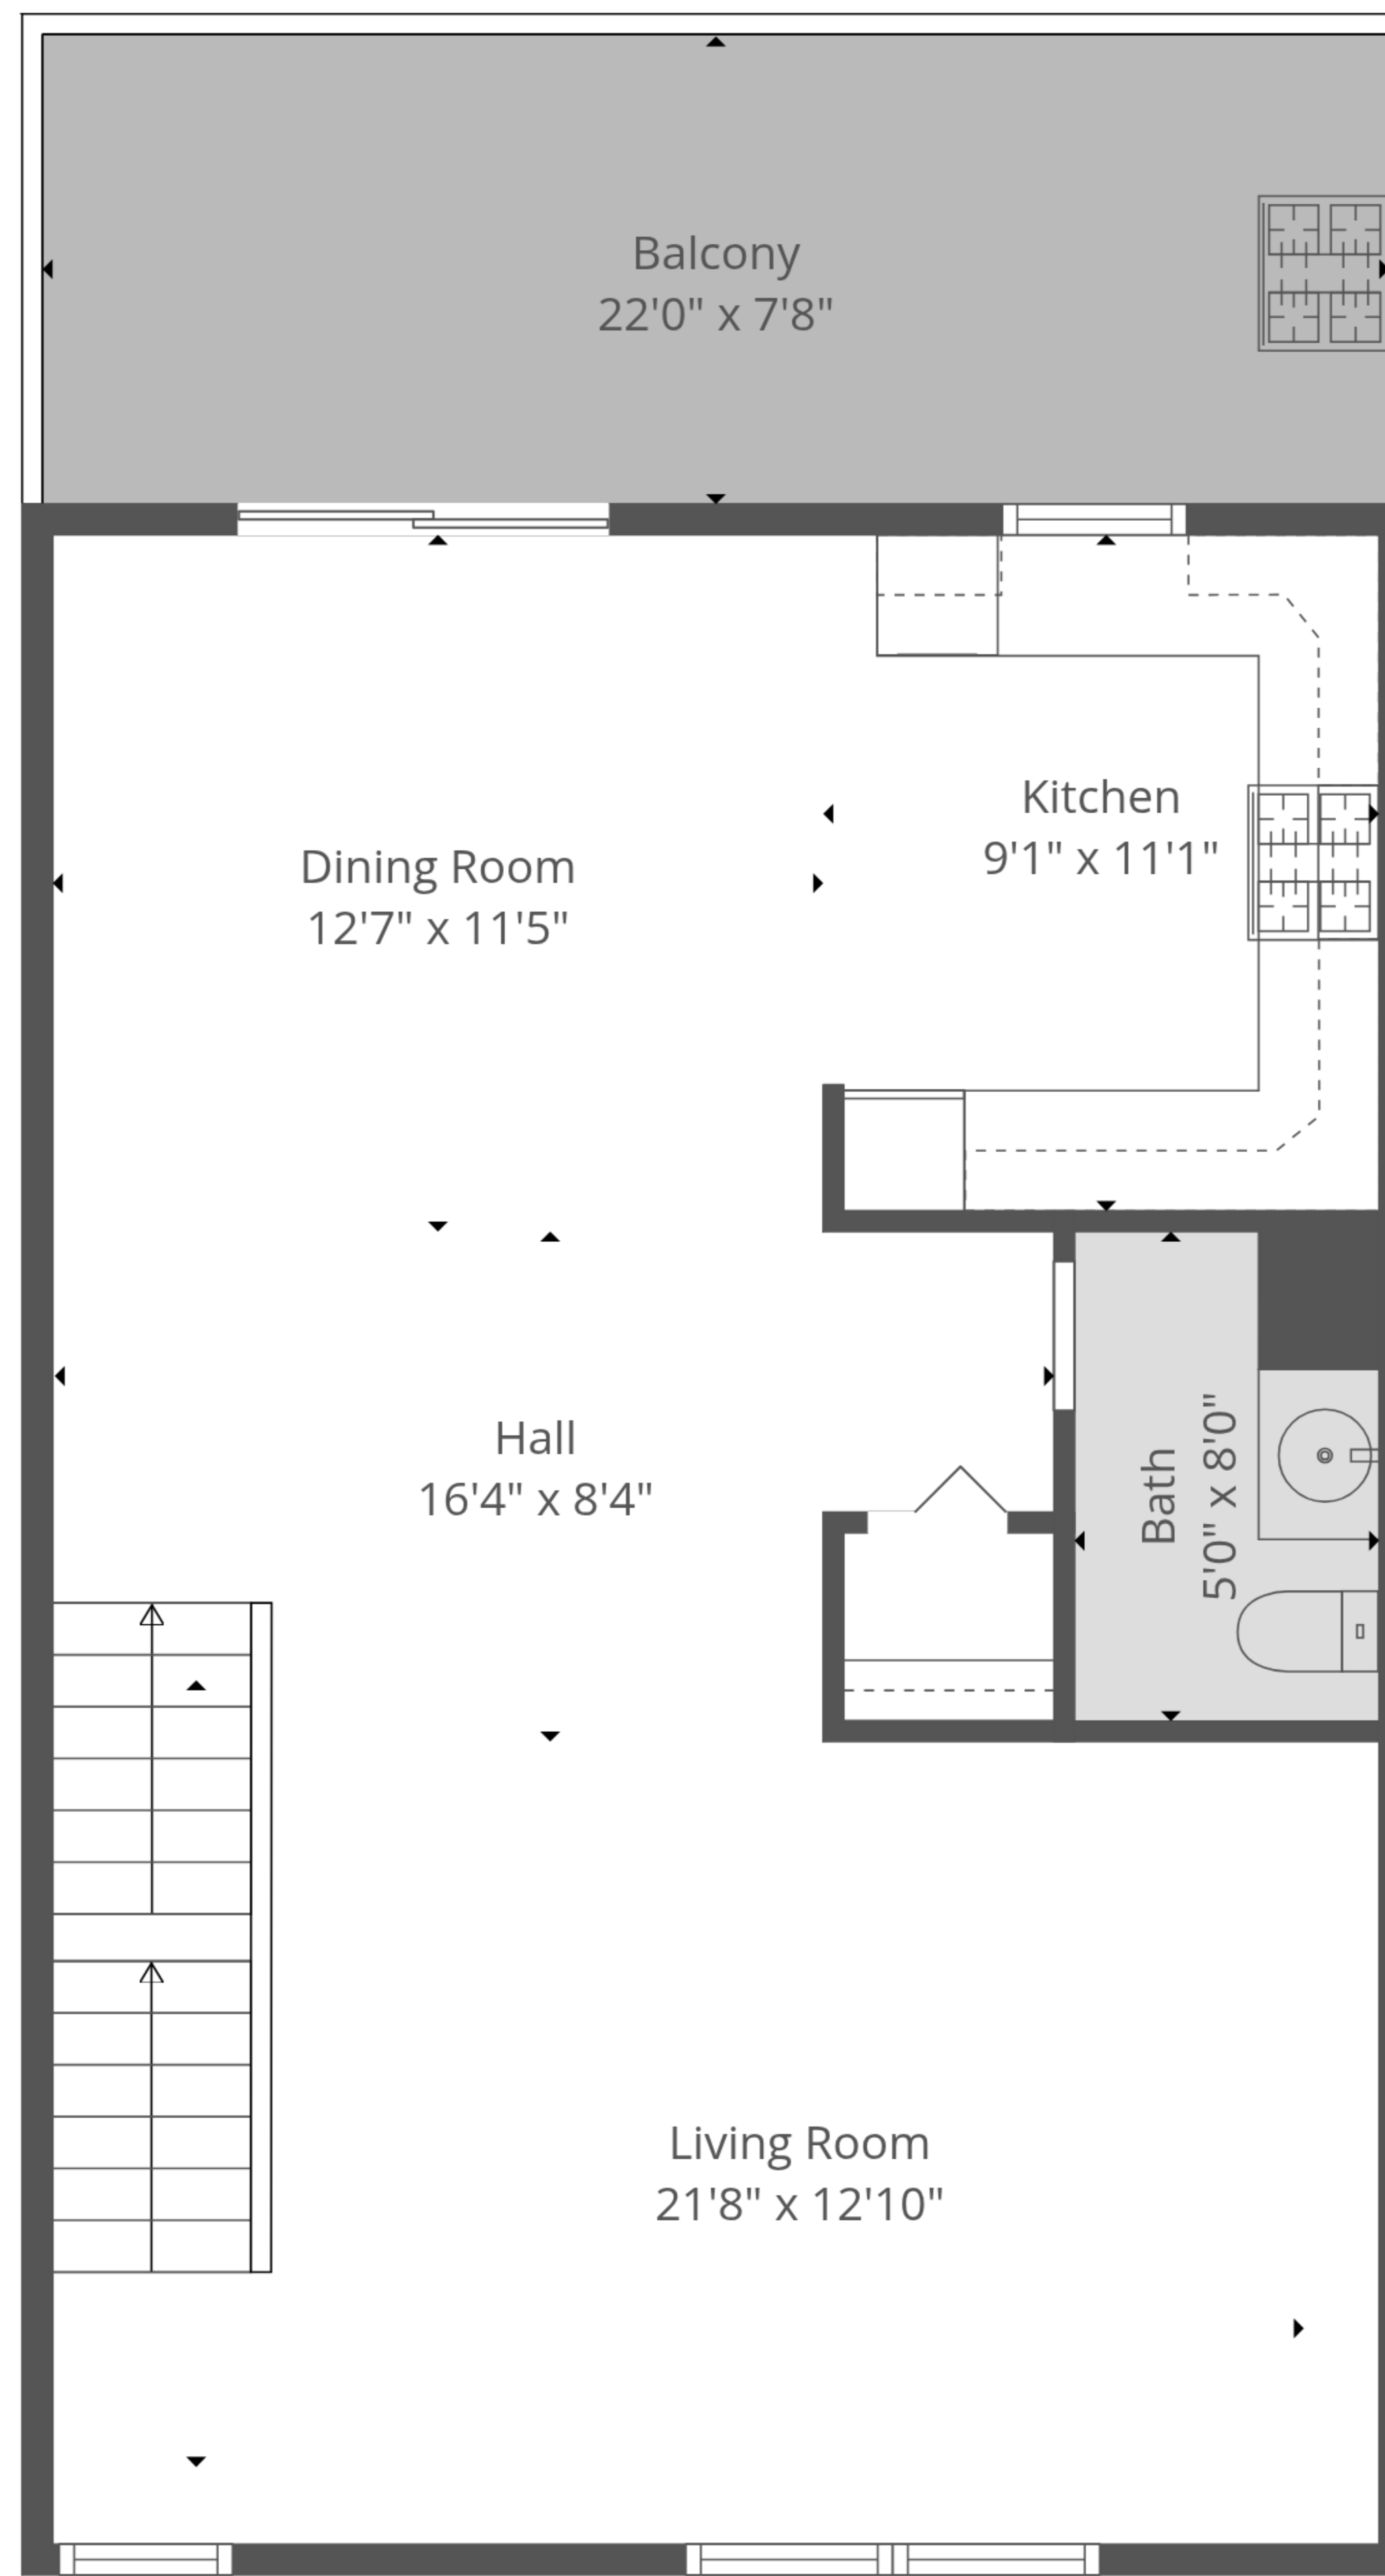 Balcony
22'0" x 7'8"
Kitchen
9'1" x 11'1"
Dining Room
12'7" x 11'5"
Hall
16'4" x 8'4"
Bath
5'0" x 8'0"
Living Room
21'8" x 12'10"